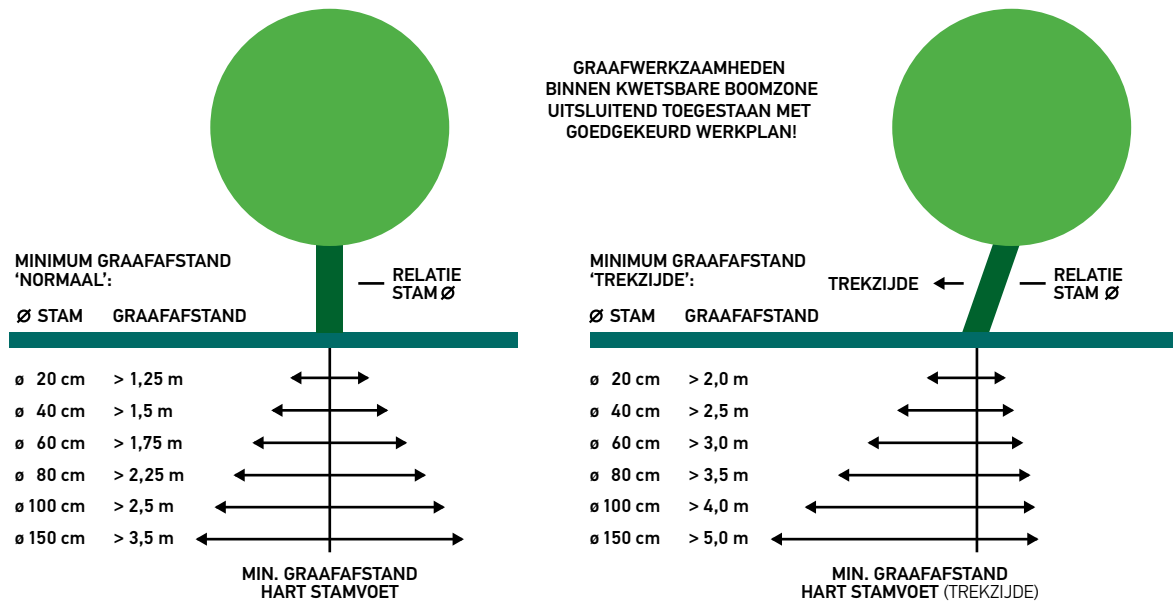 GRAAFWERKZAAMHEDEN
BINNEN KWETSBARE BOOMZONE
UITSLUITEND TOEGESTAAN MET
GOEDGEKEURD WERKPLAN!
MINIMUM GRAAFAFSTAND
'NORMAAL':
RELATIE
STAM Ø
Ø STAM GRAAFAFSTAND
ø 20 cm > 1,25 m
ø 40 cm > 1,5 m
ø 60 cm > 1,75 m
ø 80 cm > 2,25 m
ø 100 cm > 2,5 m
ø 150 cm > 3,5 m
MIN. GRAAFAFSTAND
HART STAMVOET
MINIMUM GRAAFAFSTAND
'TREKZIJDE':
TREKZIJDE
RELATIE
STAM Ø
Ø STAM GRAAFAFSTAND
ø 20 cm > 2,0 m
ø 40 cm > 2,5 m
ø 60 cm > 3,0 m
ø 80 cm > 3,5 m
ø 100 cm > 4,0 m
ø 150 cm > 5,0 m
MIN. GRAAFAFSTAND
HART STAMVOET (TREKZIJDE)